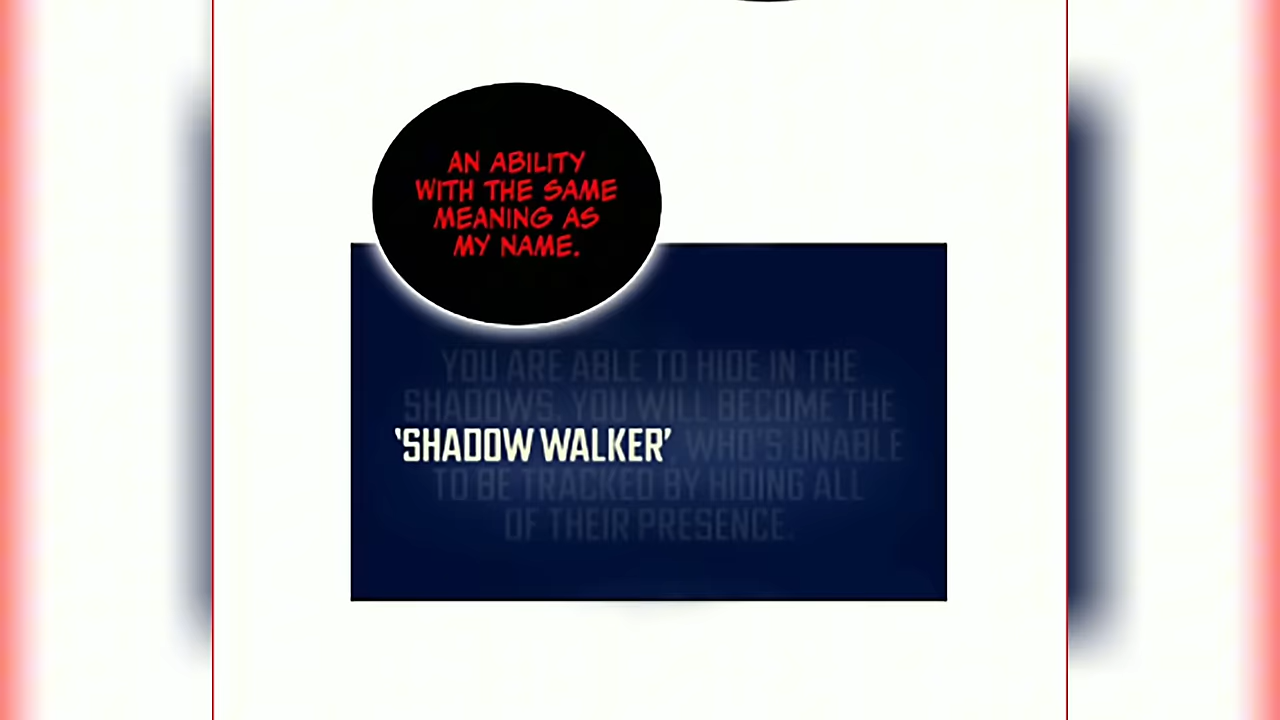 AN ABILITY
WITH THE SAME
MEANING AS
MY NAME.
YOU ARE ABLE TO HIDE IN THE
SHADOWS. YOU WILL BECOME THE
'SHADOW WALKER' WHO'S UNABLE
TO BE TRACKED BY HIDING ALL
OF THEIR PRESENCE.